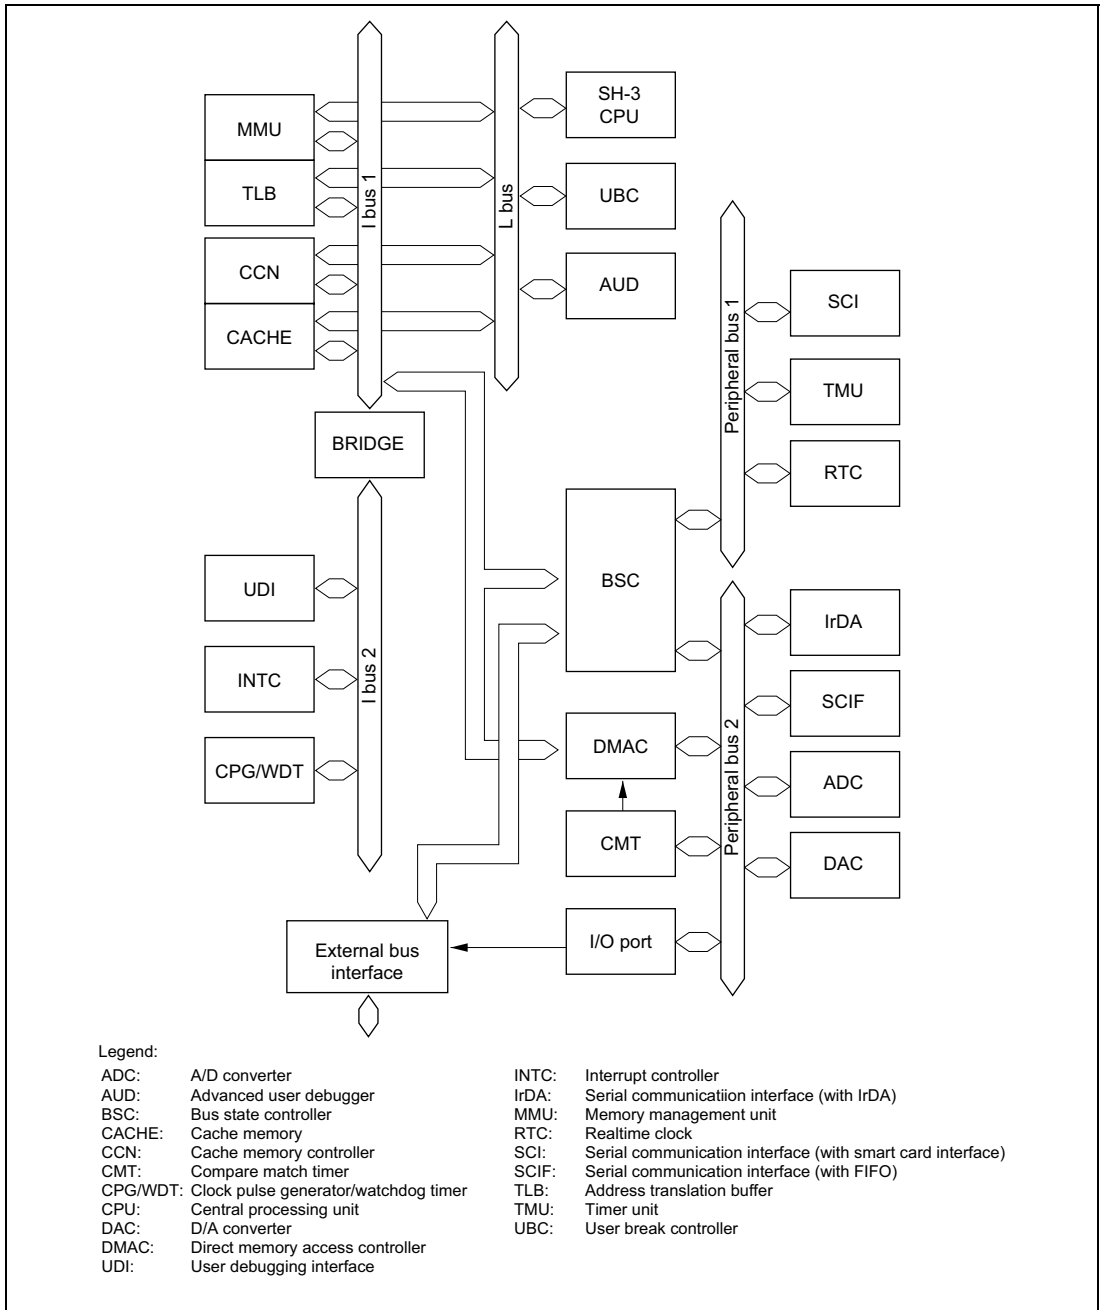 SH-3
CPU
MMU
I bus 1
L bus
TLB
UBC
CCN
AUD
CACHE
Peripheral bus 1
SCI
TMU
BRIDGE
RTC
BSC
UDI
IrDA
I bus 2
INTC
SCIF
DMAC
Peripheral bus 2
CPG/WDT
ADC
CMT
DAC
I/O port
External bus
interface
Legend:
ADC: A/D converter
AUD: Advanced user debugger
BSC: Bus state controller
CACHE: Cache memory
CCN: Cache memory controller
CMT: Compare match timer
CPG/WDT: Clock pulse generator/watchdog timer
CPU: Central processing unit
DAC: D/A converter
DMAC: Direct memory access controller
UDI: User debugging interface
INTC: Interrupt controller
IrDA: Serial communicatiion interface (with IrDA)
MMU: Memory management unit
RTC: Realtime clock
SCI: Serial communication interface (with smart card interface)
SCIF: Serial communication interface (with FIFO)
TLB: Address translation buffer
TMU: Timer unit
UBC: User break controller